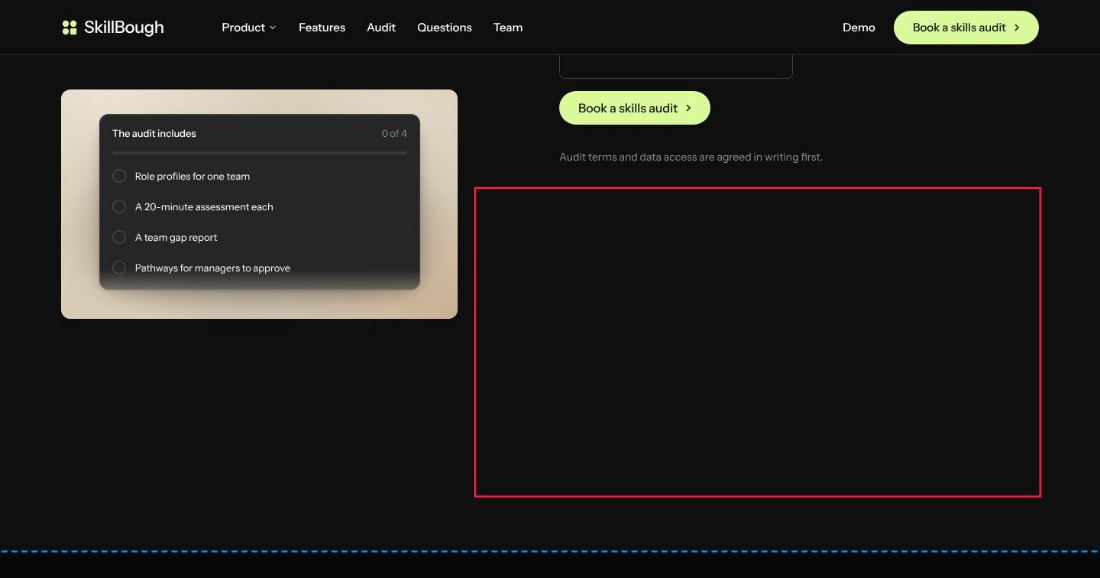 SkillBough
Product
Features
Audit
Questions
Team
Demo
Book a skills audit
The audit includes
0 of 4
Role profiles for one team
A 20-minute assessment each
A team gap report
Pathways for managers to approve
Book a skills audit
Audit terms and data access are agreed in writing first.